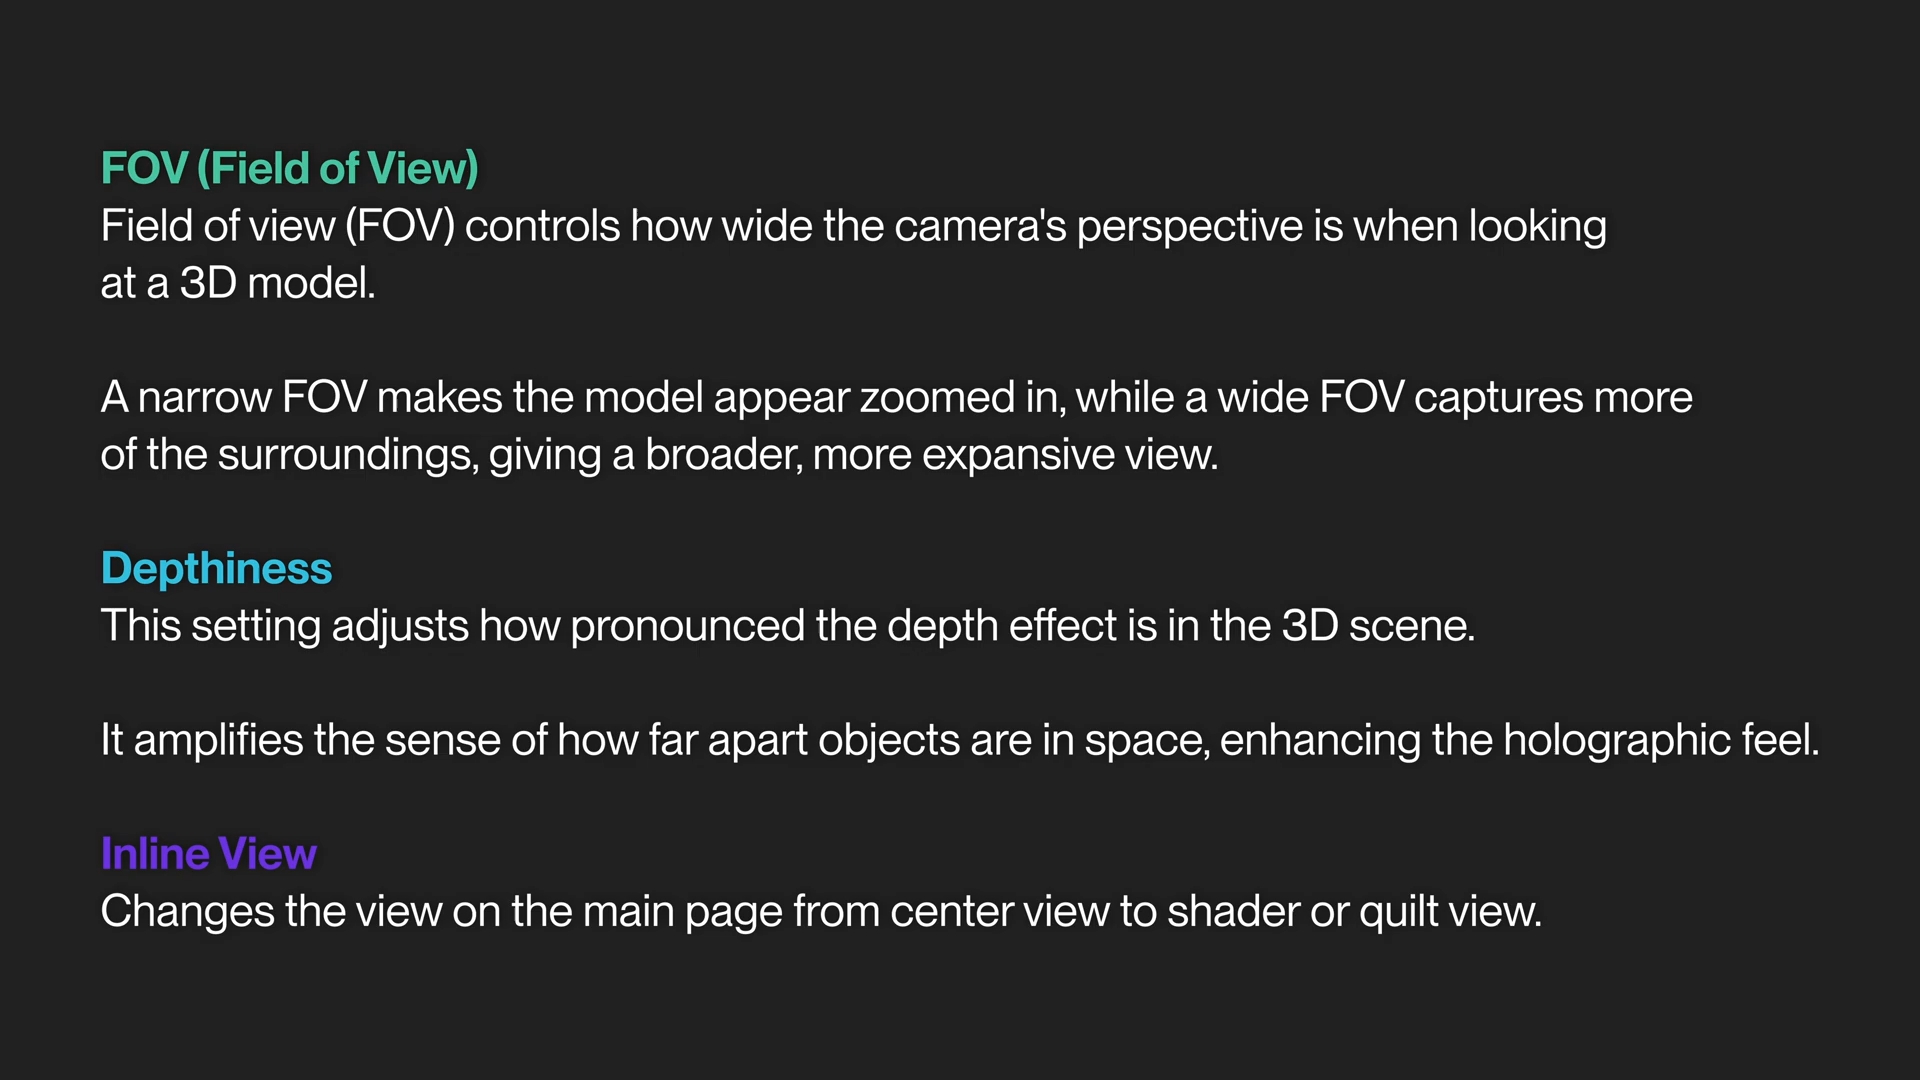 FOV (Field of View)
Field of view (FOV) controls how wide the camera's perspective is when looking
at a 3D model.
A narrow FOV makes the model appear zoomed in, while a wide FOV captures more
of the surroundings, giving a broader, more expansive view.
Depthiness
This setting adjusts how pronounced the depth effect is in the 3D scene.
It amplifies the sense of how far apart objects are in space, enhancing the holographic feel.
Inline View
Changes the view on the main page from center view to shader or quilt view.